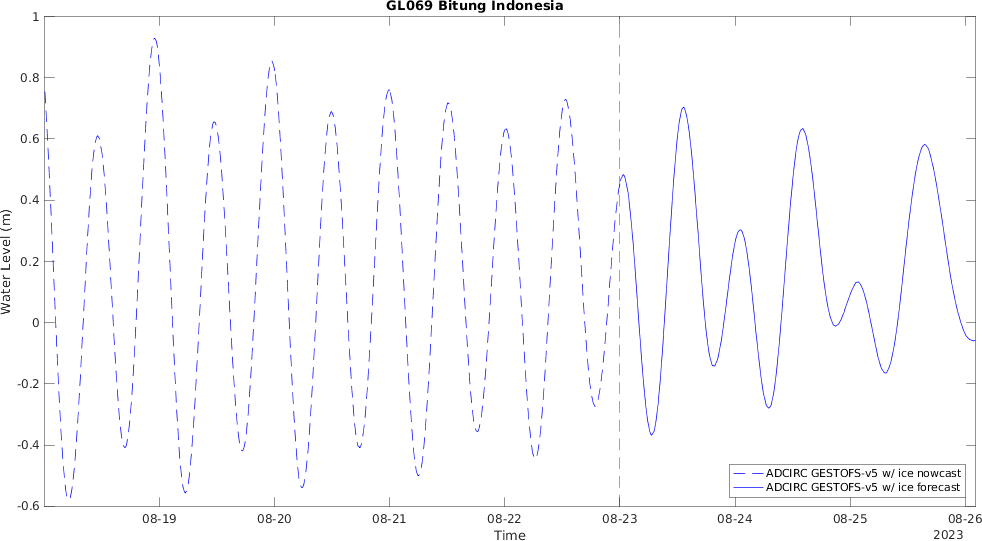 GL069 Bitung Indonesia
1
0.8
0.6
0.4
0.2
0
-0.2
-0.4
-0.6
Water Level (m)
ADCIRC GESTOFS-v5 w/ ice nowcast
ADCIRC GESTOFS-v5 w/ ice forecast
08-19 08-20 08-21 08-22 08-23 08-24 08-25 08-26
Time
2023